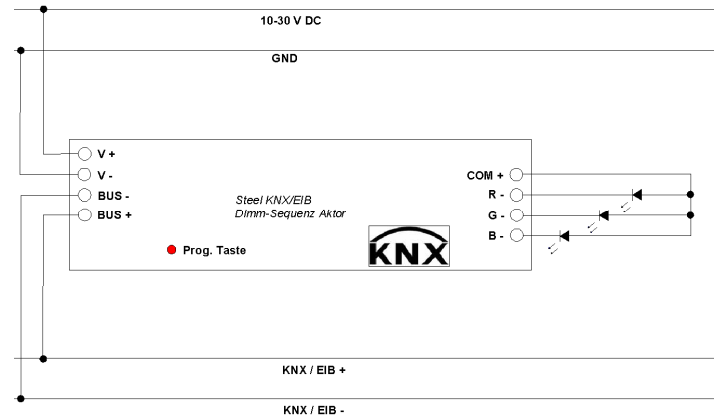 10-30 V DC
GND
V +
V -
BUS -
BUS +
Steel KNX/EIB
DImm-Sequenz Aktor
Prog. Taste
KNX
COM +
R -
G -
B -
KNX / EIB +
KNX / EIB -